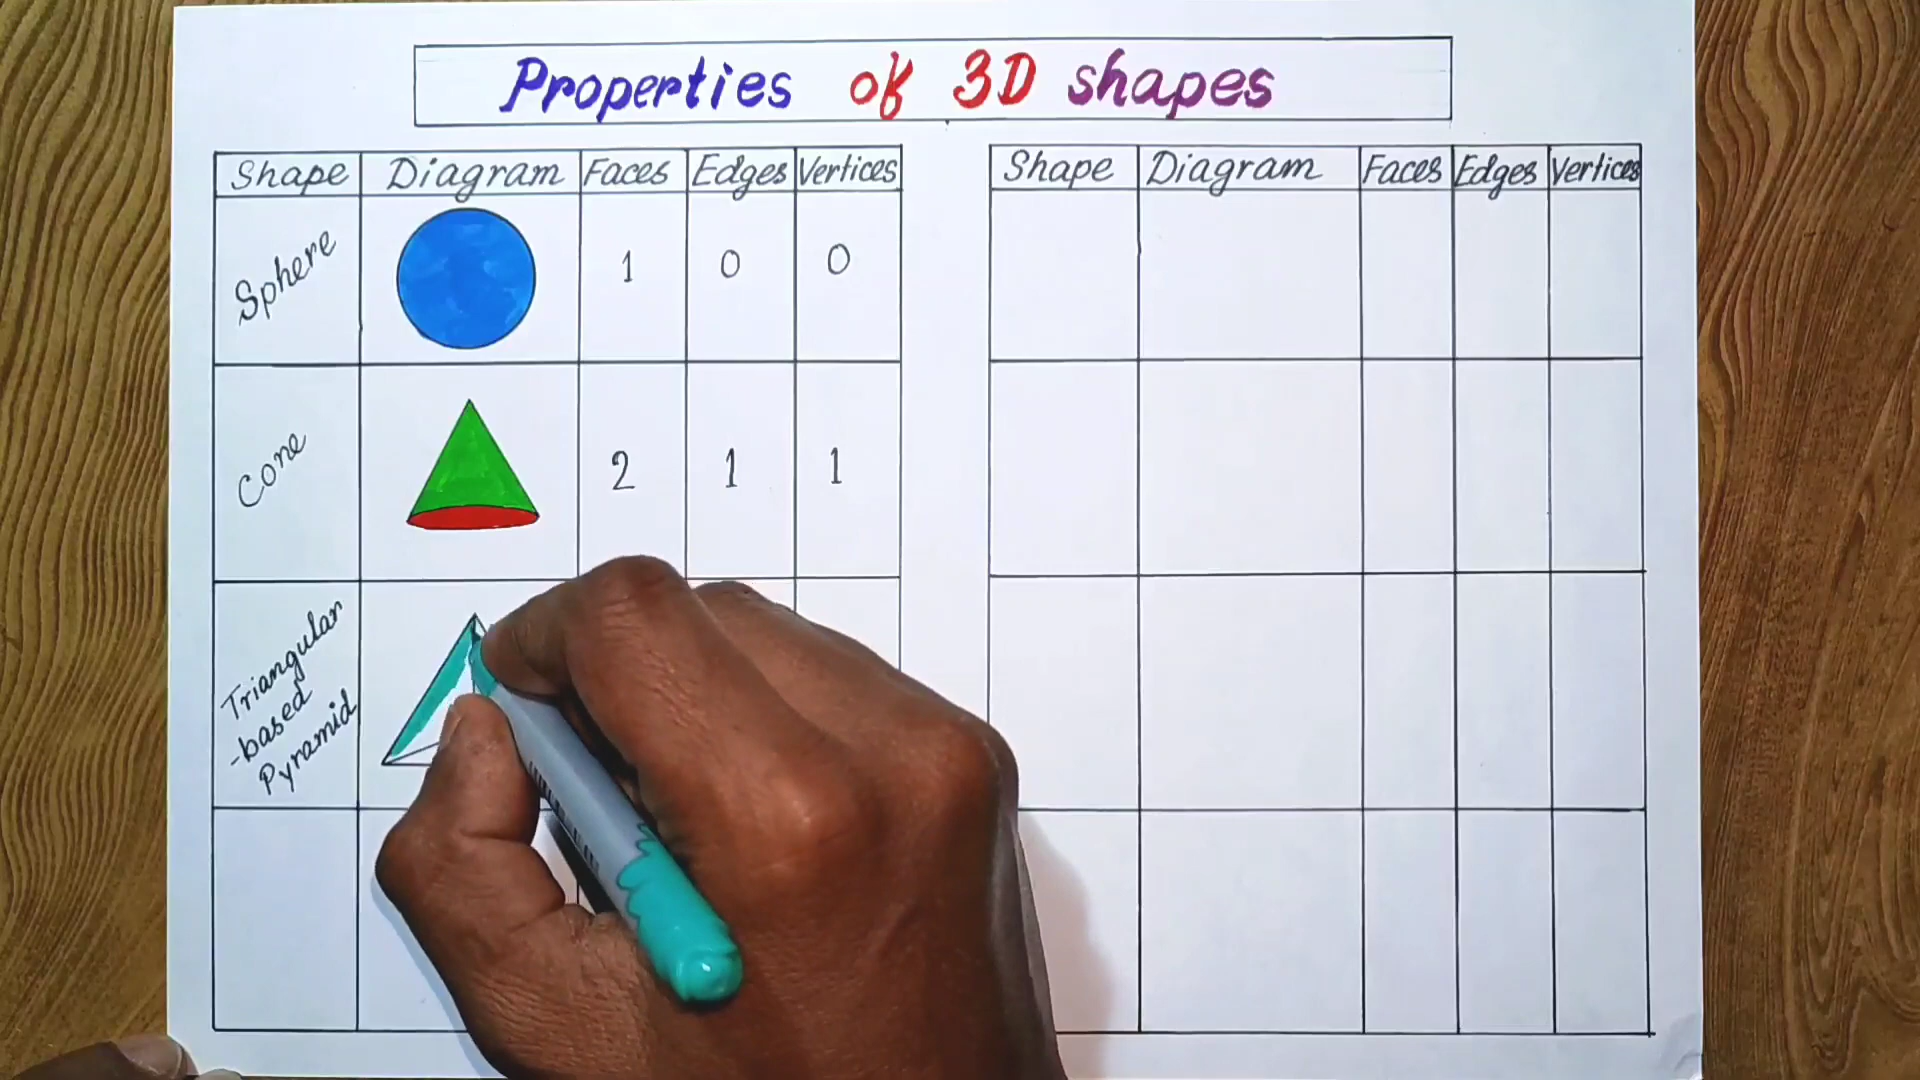 Properties of 3D shapes
Shape Diagram Faces Edges Vertices
Sphere 1 0 0
Cone 2 1 1
Triangular
-based
Pyramid
Shape Diagram Faces Edges Vertices